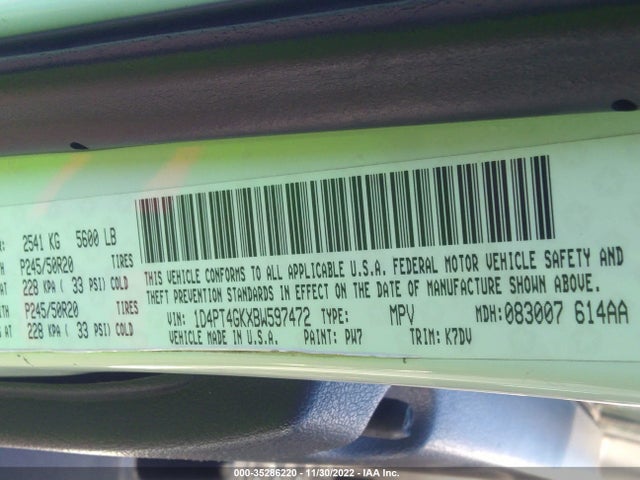 2541 KG 5600 LB
P245/50R20 TIRES
228 KPA ( 33 PSI) COLD
P245/50R20 TIRES
228 KPA ( 33 PSI) COLD
THIS VEHICLE CONFORMS TO ALL APPLICABLE U.S.A. FEDERAL MOTOR VEHICLE SAFETY AND
THEFT PREVENTION STANDARDS IN EFFECT ON THE DATE OF MANUFACTURE SHOWN ABOVE.
VIN: 1D4PT4GKXBW597472 TYPE: MPV MDH: 083007 614AA
VEHICLE MADE IN U.S.A. PAINT: PW7 TRIM: K7DV
000-35286220 - 11/30/2022 - IAA Inc.